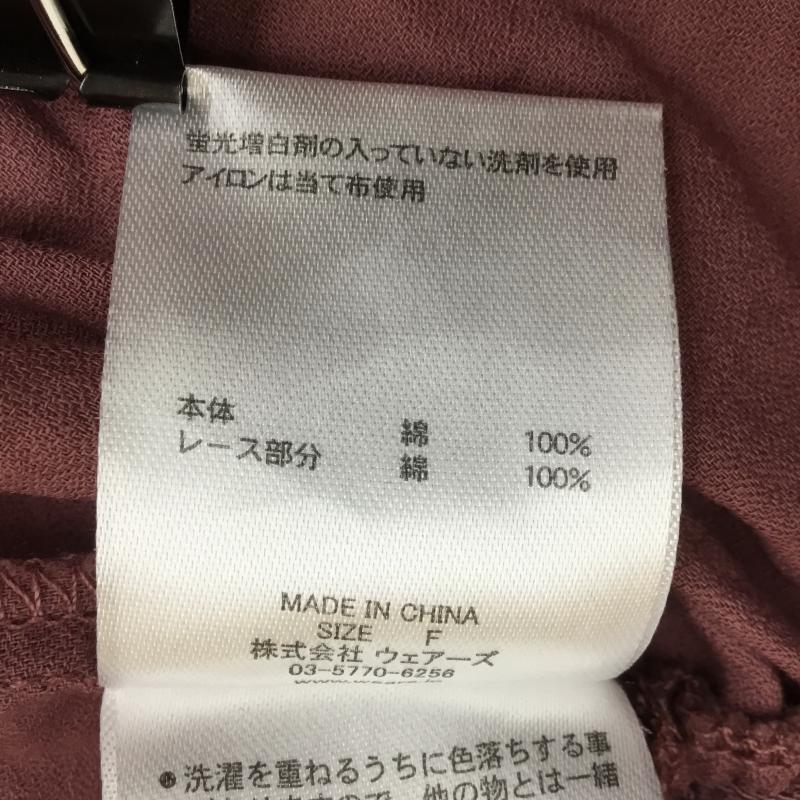 蛍光増白剤の入っていない洗剤を使用
アイロンは当て布使用
本体 綿 100%
レース部分 綿 100%
MADE IN CHINA
SIZE F
株式会社 ウェアーズ
03-5770-6256
●洗濯を重ねるうちに色落ちする事
他の物とは一緒